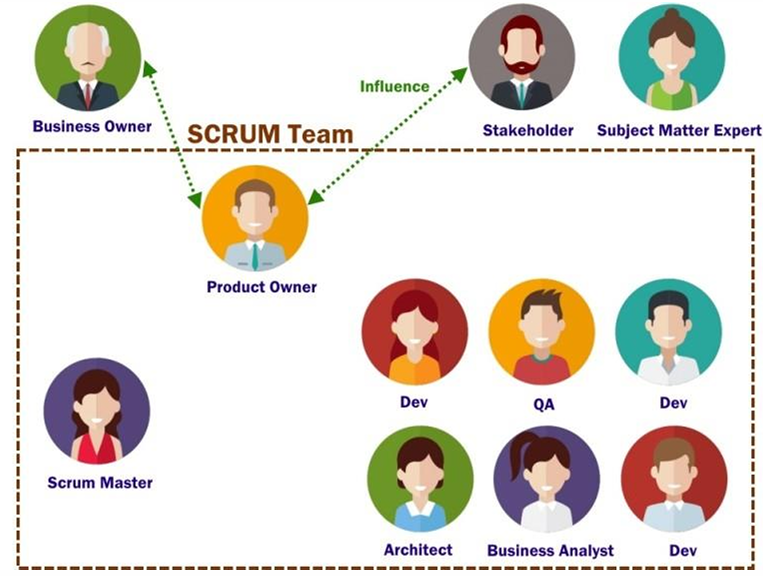 Influence
Business Owner
SCRUM Team
Stakeholder
Subject Matter Expert
Product Owner
Dev
QA
Dev
Scrum Master
Architect
Business Analyst
Dev